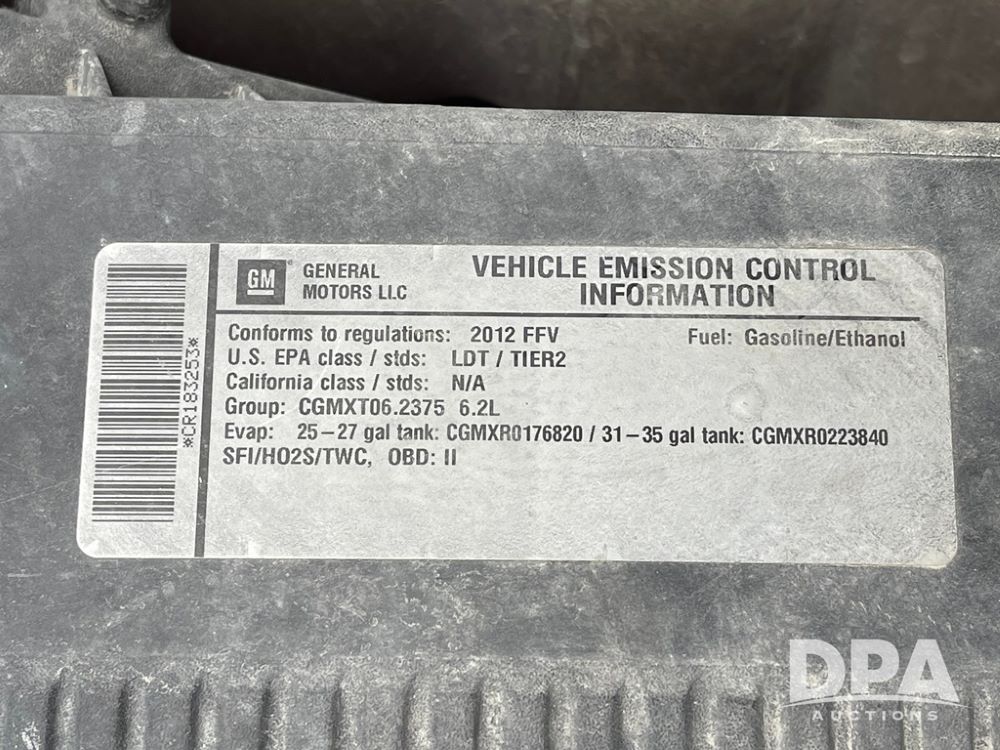 *CR183253*
GM
GENERAL
MOTORS LLC
VEHICLE EMISSION CONTROL
INFORMATION
Conforms to regulations: 2012 FFV
Fuel: Gasoline/Ethanol
U.S. EPA class / stds: LDT / TIER2
California class / stds: N/A
Group: CGMXT06.2375 6.2L
Evap: 25–27 gal tank: CGMXR0176820 / 31–35 gal tank: CGMXR0223840
SFI/HO2S/TWC, OBD: II
DPA
AUCTIONS